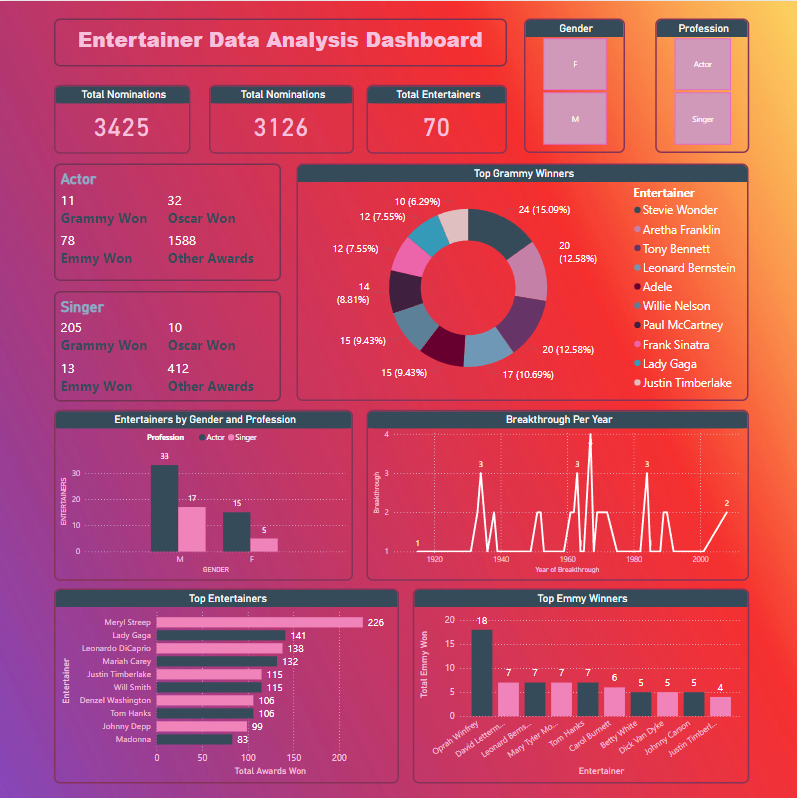 Entertainer Data Analysis Dashboard
Gender
F
M
Profession
Actor
Singer
Total Nominations
3425
Total Nominations
3126
Total Entertainers
70
Actor
11
Grammy Won
32
Oscar Won
78
Emmy Won
1588
Other Awards
Singer
205
Grammy Won
10
Oscar Won
13
Emmy Won
412
Other Awards
Top Grammy Winners
24 (15.09%)
20
(12.58%)
20 (12.58%)
17 (10.69%)
15 (9.43%)
15 (9.43%)
14
(8.81%)
12 (7.55%)
12 (7.55%)
10 (6.29%)
Entertainer
Stevie Wonder
Aretha Franklin
Tony Bennett
Leonard Bernstein
Adele
Willie Nelson
Paul McCartney
Frank Sinatra
Lady Gaga
Justin Timberlake
Entertainers by Gender and Profession
Profession Actor Singer
ENTERTAINERS
30
20
10
0
33
17
15
5
M
F
GENDER
Breakthrough Per Year
Breakthrough
4
3
2
1
1
3
3
3
2
1920
1940
1960
1980
2000
Year of Breakthrough
Top Entertainers
Entertainer
Meryl Streep 226
Lady Gaga 141
Leonardo DiCaprio 138
Mariah Carey 132
Justin Timberlake 115
Will Smith 115
Denzel Washington 106
Tom Hanks 106
Johnny Depp 99
Madonna 83
0
50
100
150
200
Total Awards Won
Top Emmy Winners
Total Emmy Won
20
15
10
5
0
18
7
7
7
7
6
5
5
5
4
Oprah Winfrey
David Letterm...
Leonard Berns...
Mary Tyler Mo...
Tom Hanks
Carol Burnett
Betty White
Dick Van Dyke
Johnny Carson
Justin Timberl...
Entertainer